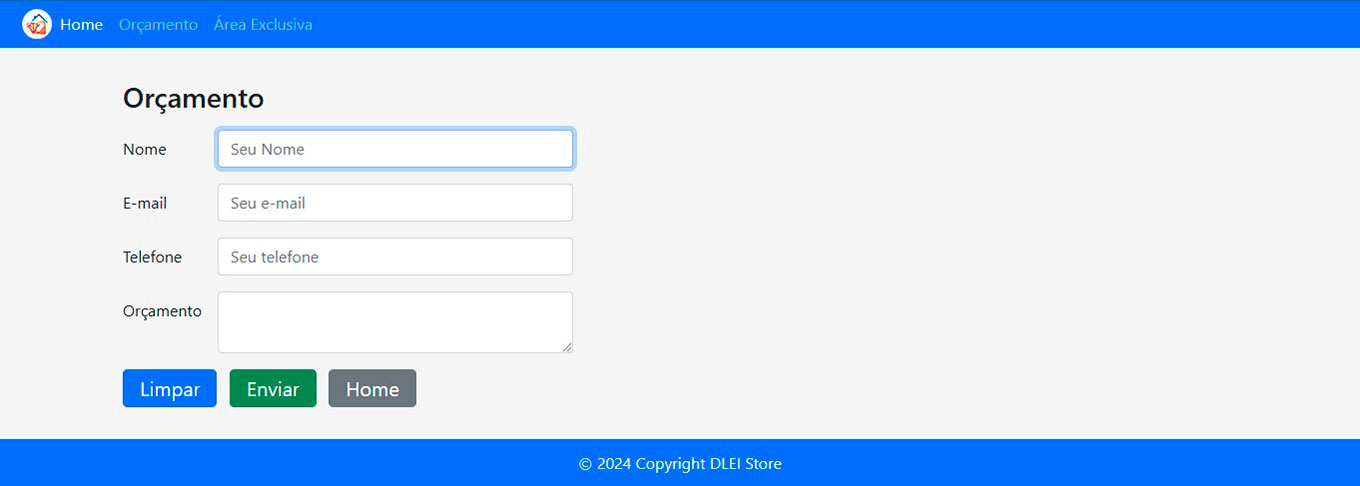 Home Orçamento Área Exclusiva
Orçamento
Nome Seu Nome
E-mail Seu e-mail
Telefone Seu telefone
Orçamento
Limpar Enviar Home
© 2024 Copyright DLEI Store